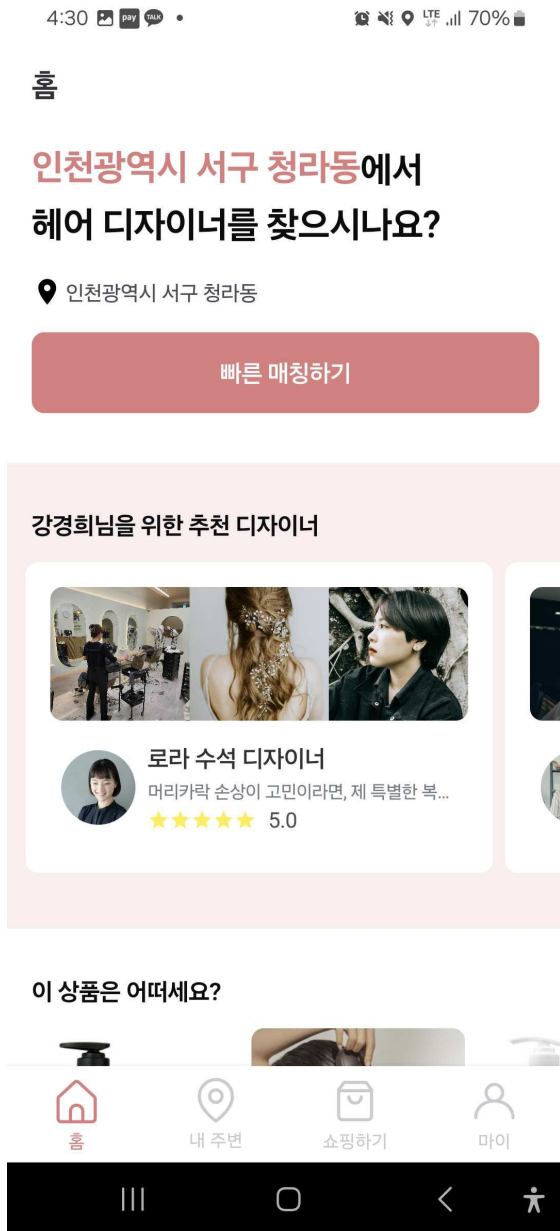 4:30 pay TALK LTE 70%
홈
인천광역시 서구 청라동에서
헤어 디자이너를 찾으시나요?
인천광역시 서구 청라동
빠른 매칭하기
강경희님을 위한 추천 디자이너
로라 수석 디자이너
머리카락 손상이 고민이라면, 제 특별한 복...
5.0
이 상품은 어떠세요?
홈 내 주변 쇼핑하기 마이